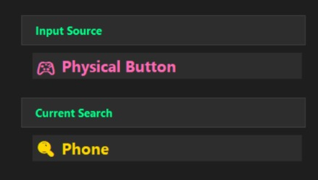 Input Source
Physical Button
Current Search
Phone